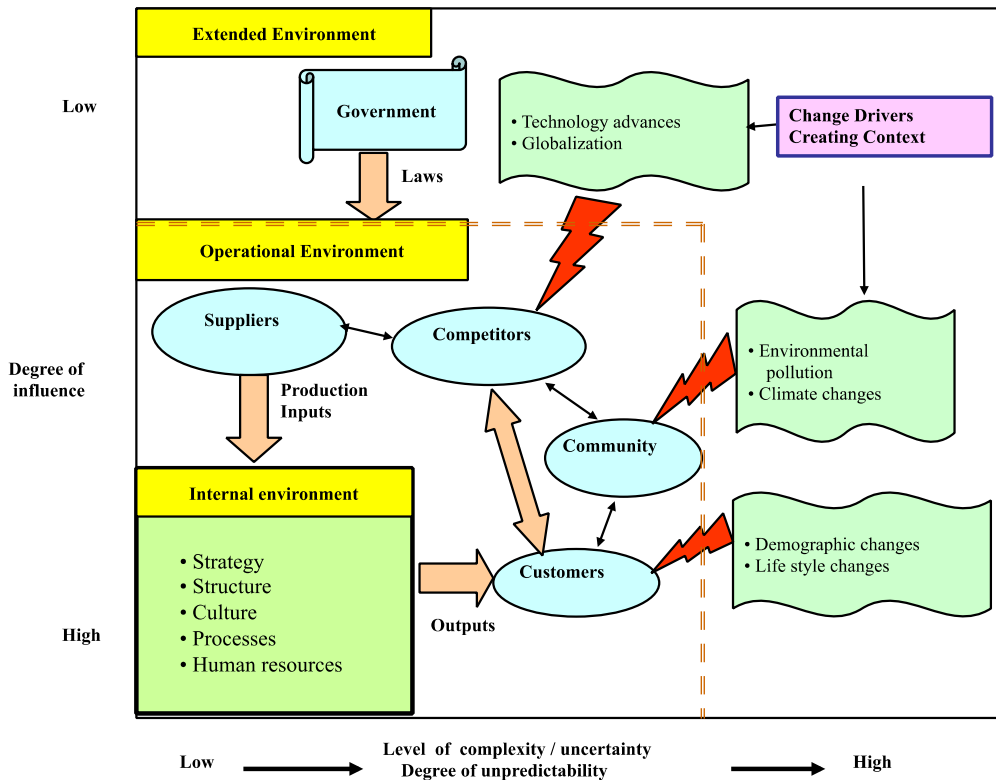 Extended Environment
Low
Government
• Technology advances
• Globalization
Change Drivers
Creating Context
Laws
Operational Environment
Suppliers
Competitors
Degree of
influence
Production
Inputs
• Environmental
pollution
• Climate changes
Community
Internal environment
• Strategy
• Structure
• Culture
• Processes
• Human resources
Customers
• Demographic changes
• Life style changes
Outputs
High
Low
Level of complexity / uncertainty
Degree of unpredictability
High